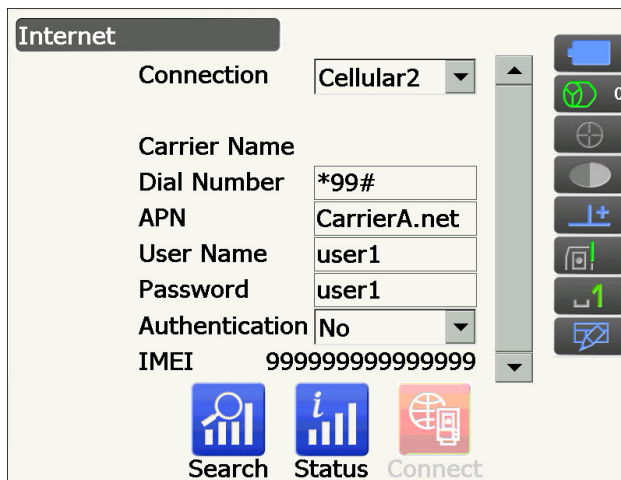 Internet
Connection Cellular2
Carrier Name
Dial Number *99#
APN CarrierA.net
User Name user1
Password user1
Authentication No
IMEI 999999999999999
Search Status Connect